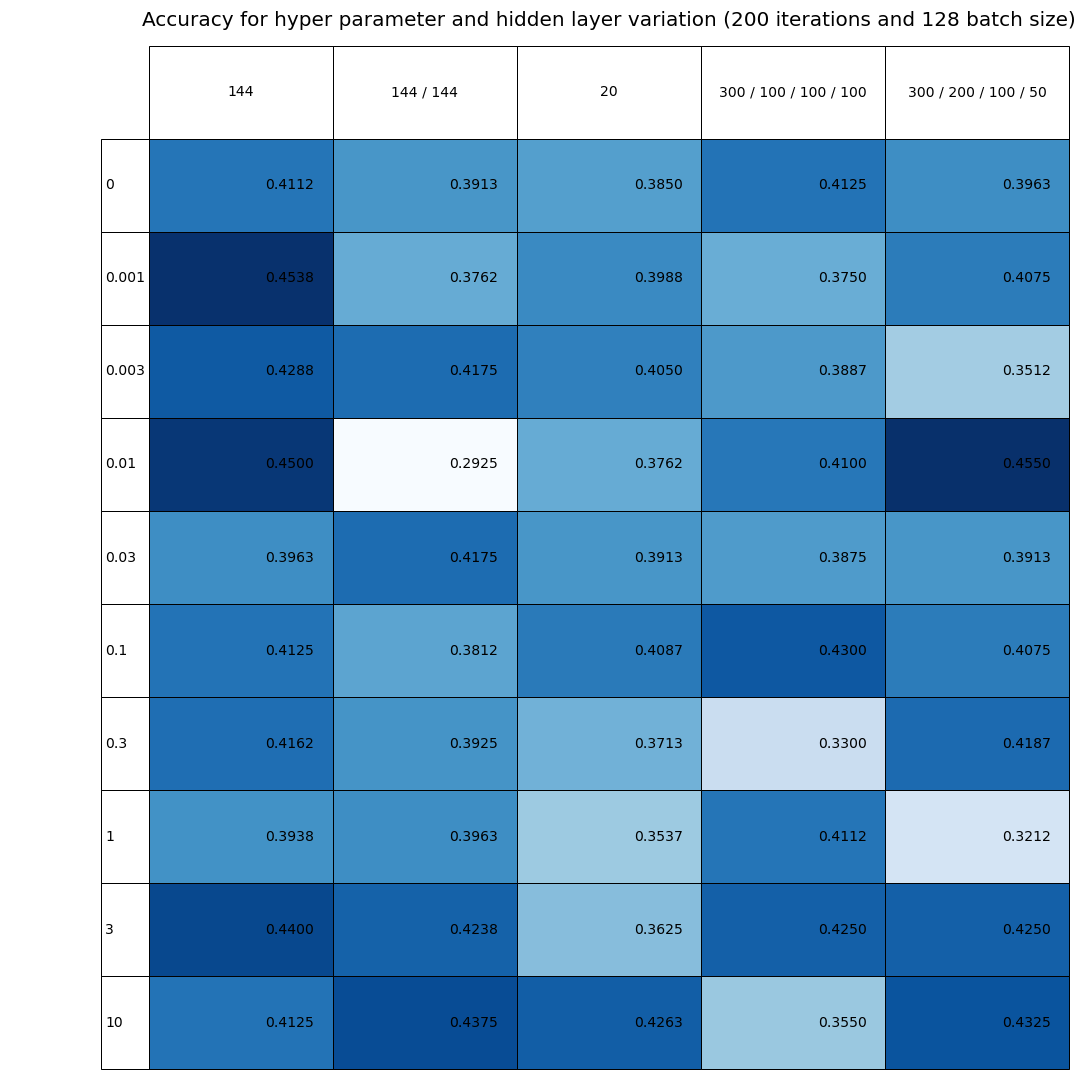 Accuracy for hyper parameter and hidden layer variation (200 iterations and 128 batch size)
144 144 / 144 20 300 / 100 / 100 / 100 300 / 200 / 100 / 50
0 0.4112 0.3913 0.3850 0.4125 0.3963
0.001 0.4538 0.3762 0.3988 0.3750 0.4075
0.003 0.4288 0.4175 0.4050 0.3887 0.3512
0.01 0.4500 0.2925 0.3762 0.4100 0.4550
0.03 0.3963 0.4175 0.3913 0.3875 0.3913
0.1 0.4125 0.3812 0.4087 0.4300 0.4075
0.3 0.4162 0.3925 0.3713 0.3300 0.4187
1 0.3938 0.3963 0.3537 0.4112 0.3212
3 0.4400 0.4238 0.3625 0.4250 0.4250
10 0.4125 0.4375 0.4263 0.3550 0.4325